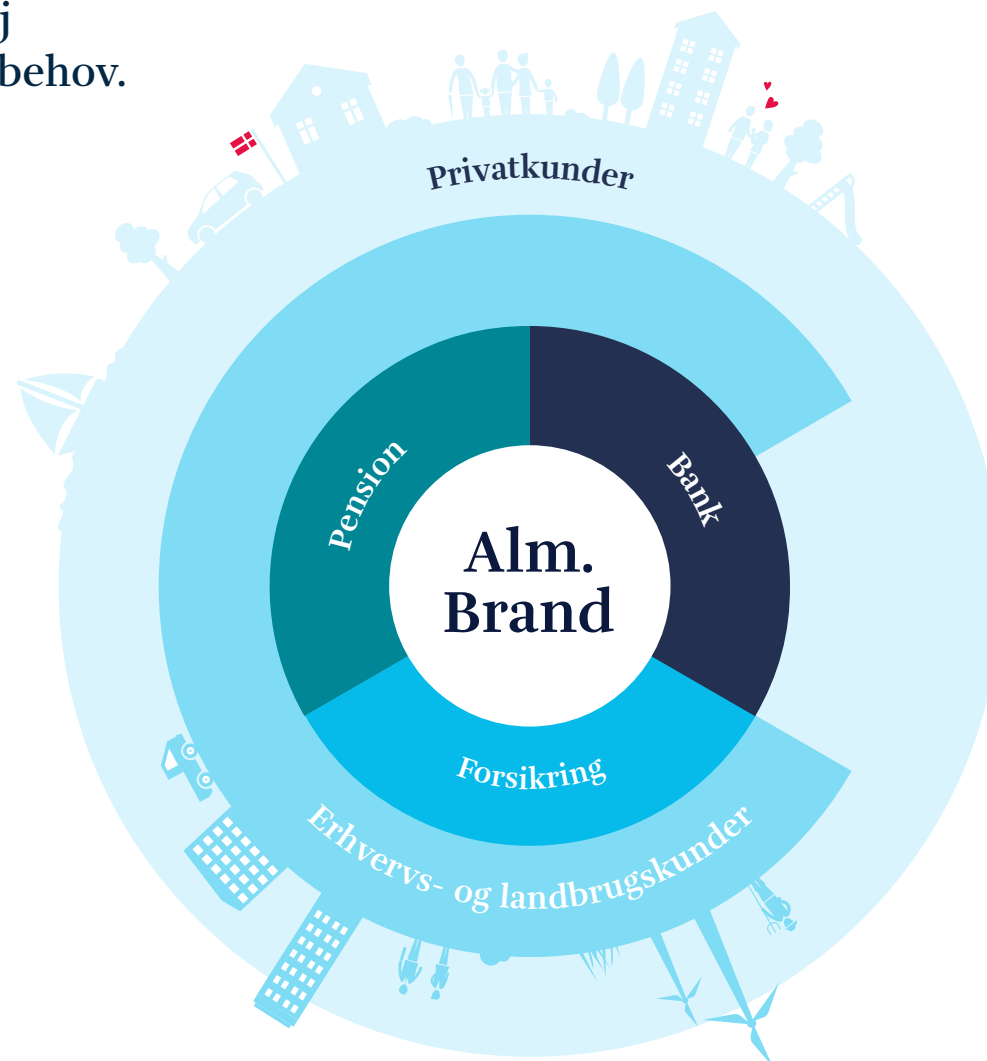 j
behov.
Privatkunder
Pension
Bank
Alm.
Brand
Forsikring
Erhvervs- og landbrugskunder